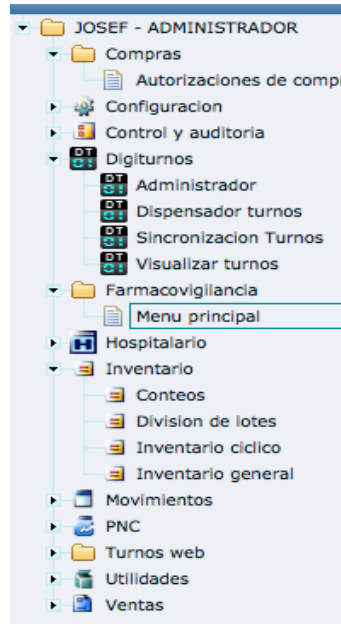 JOSEF - ADMINISTRADOR
Compras
Autorizaciones de compr
Configuracion
Control y auditoria
Digiturnos
Administrador
Dispensador turnos
Sincronizacion Turnos
Visualizar turnos
Farmacovigilancia
Menu principal
Hospitalario
Inventario
Conteos
Division de lotes
Inventario ciclico
Inventario general
Movimientos
PNC
Turnos web
Utilidades
Ventas